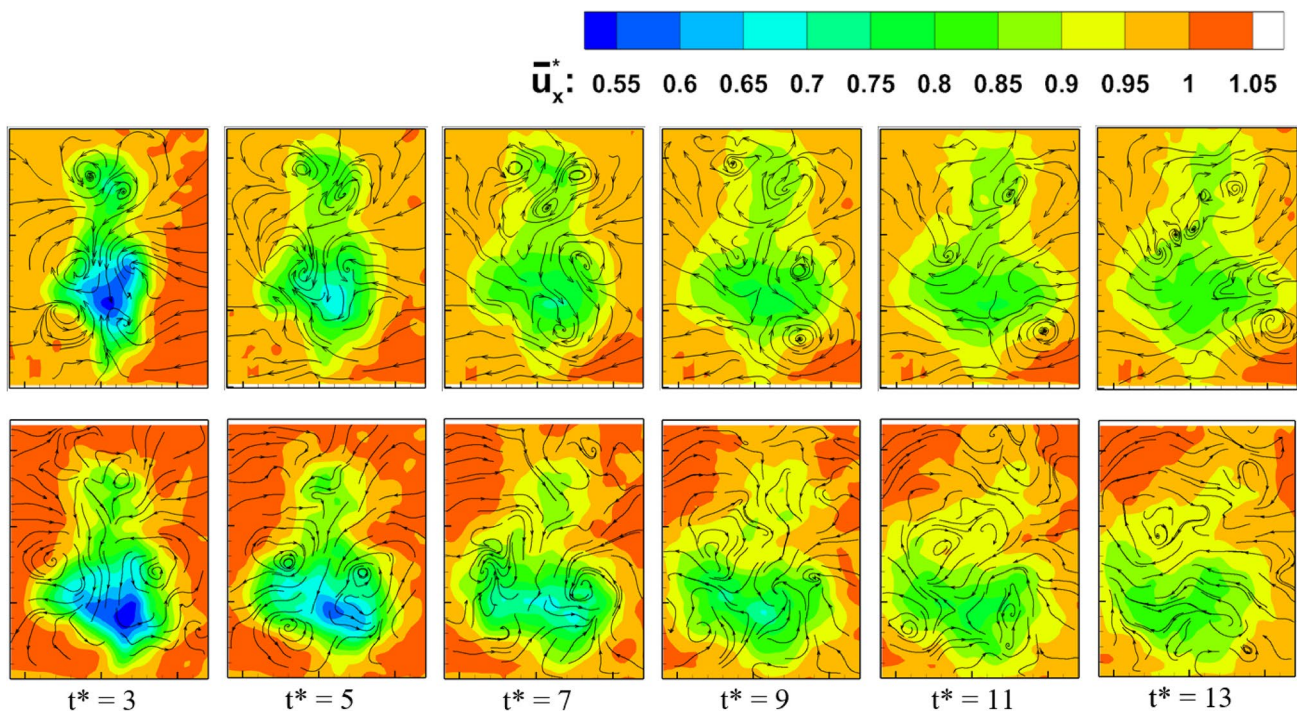 ūₓ*: 0.55 0.6 0.65 0.7 0.75 0.8 0.85 0.9 0.95 1 1.05
t* = 3 t* = 5 t* = 7 t* = 9 t* = 11 t* = 13